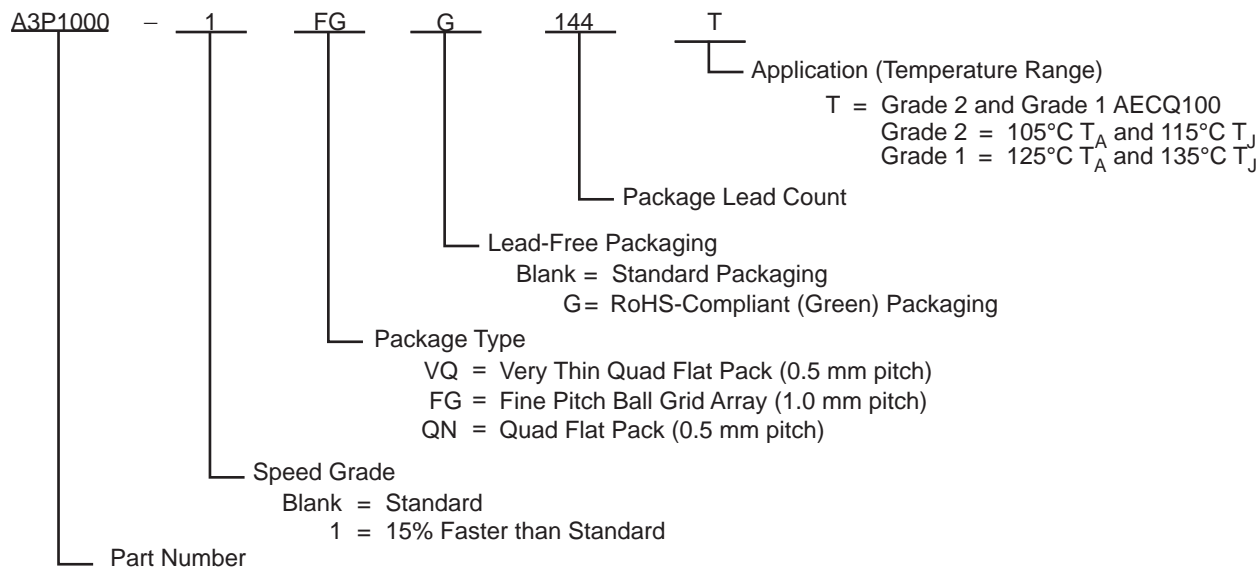 A3P1000 – 1 FG G 144 T
Application (Temperature Range)
T = Grade 2 and Grade 1 AECQ100
Grade 2 = 105°C TA and 115°C TJ
Grade 1 = 125°C TA and 135°C TJ
Package Lead Count
Lead-Free Packaging
Blank = Standard Packaging
G= RoHS-Compliant (Green) Packaging
Package Type
VQ = Very Thin Quad Flat Pack (0.5 mm pitch)
FG = Fine Pitch Ball Grid Array (1.0 mm pitch)
QN = Quad Flat Pack (0.5 mm pitch)
Speed Grade
Blank = Standard
1 = 15% Faster than Standard
Part Number